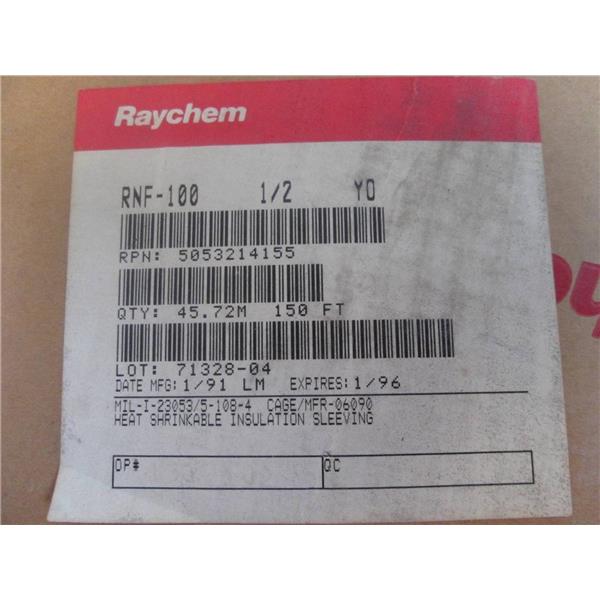 Raychem
RNF-100 1/2 YO
RPN: 5053214155
QTY: 45.72M 150 FT
LOT: 71328-04
DATE MFG: 1/91 LM EXPIRES: 1/96
MIL-I-23053/5-108-4 CAGE/MFR-06090
HEAT SHRINKABLE INSULATION SLEEVING
OP# QC